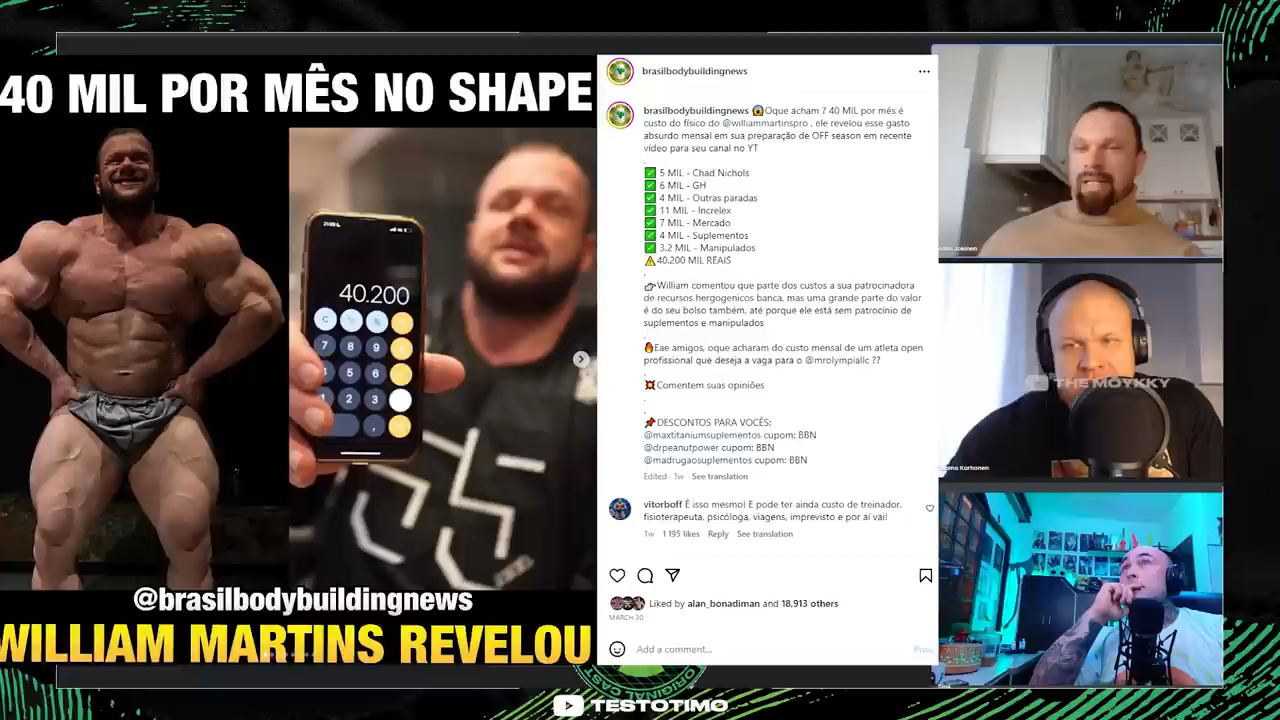 40 MIL POR MÊS NO SHAPE
40.200
@brasilbodybuildingnews
WILLIAM MARTINS REVELOU
brasilbodybuildingnews
brasilbodybuildingnews 😱Oque acham ? 40 MIL por mês é
custo do físico do @williammartinspro . ele revelou esse gasto
absurdo mensal em sua preparação de OFF season em recente
vídeo para seu canal no YT
.
✅ 5 MIL - Chad Nichols
✅ 6 MIL - GH
✅ 4 MIL - Outras paradas
✅ 11 MIL - Increlex
✅ 7 MIL - Mercado
✅ 4 MIL - Suplementos
✅ 3.2 MIL - Manipulados
⚠️40.200 MIL REAIS
.
👉William comentou que parte dos custos a sua patrocinadora
de recursos hergogenicos banca, mas uma grande parte do valor
é do seu bolso também, até porque ele está sem patrocínio de
suplementos e manipulados
.
🔥Eae amigos, oque acharam do custo mensal de um atleta open
profissional que deseja a vaga para o @mrolympiallc ??
.
💥Comentem suas opiniões
.
.
📌DESCONTOS PARA VOCÊS:
@maxtitaniumsuplementos cupom: BBN
@drpeanutpower cupom: BBN
@madrugaosuplementos cupom: BBN
Edited · 1w See translation
vitorboff É isso mesmo! E pode ter ainda custo de treinador,
fisioterapeuta, psicóloga, viagens, imprevisto e por aí vai!
1w 1 195 likes Reply See translation
Liked by alan_bonadiman and 18,913 others
MARCH 30
Add a comment...
Post
Jokinen
THE MOYKKY
Karhonen
ORIGINAL CAST
TESTOTIMO